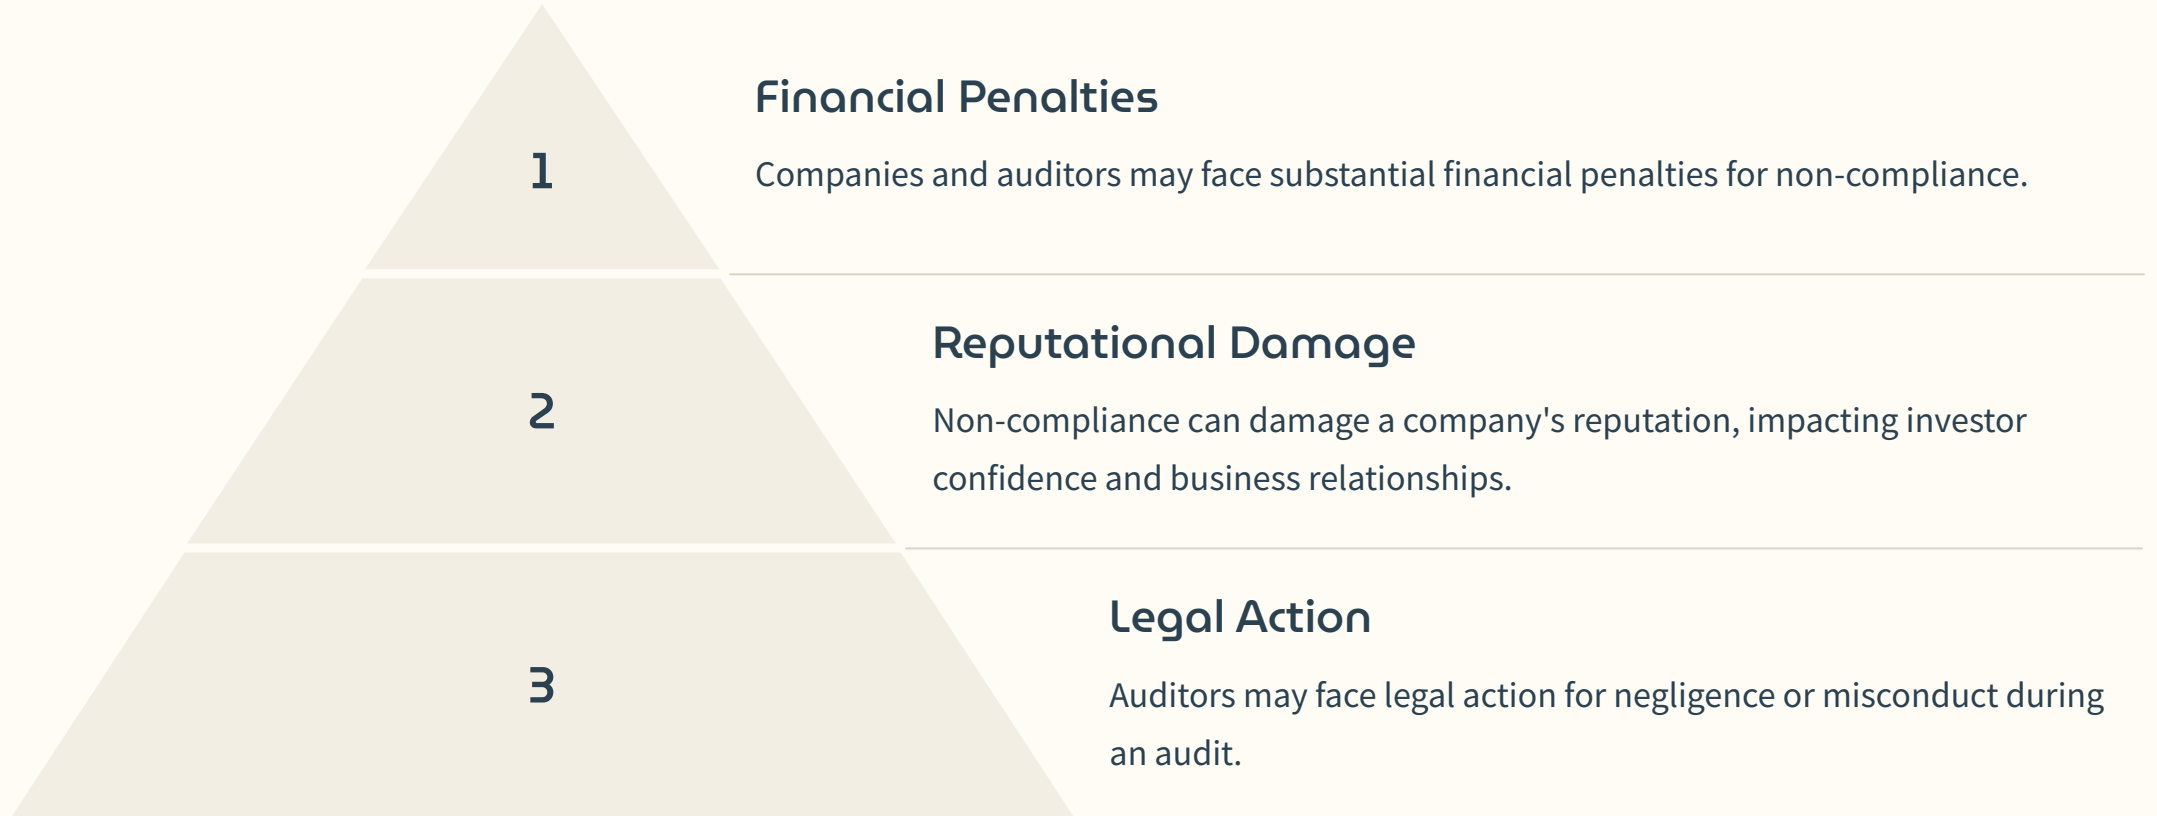 Financial Penalties
1
Companies and auditors may face substantial financial penalties for non-compliance.
Reputational Damage
2
Non-compliance can damage a company's reputation, impacting investor
confidence and business relationships.
Legal Action
3
Auditors may face legal action for negligence or misconduct during
an audit.